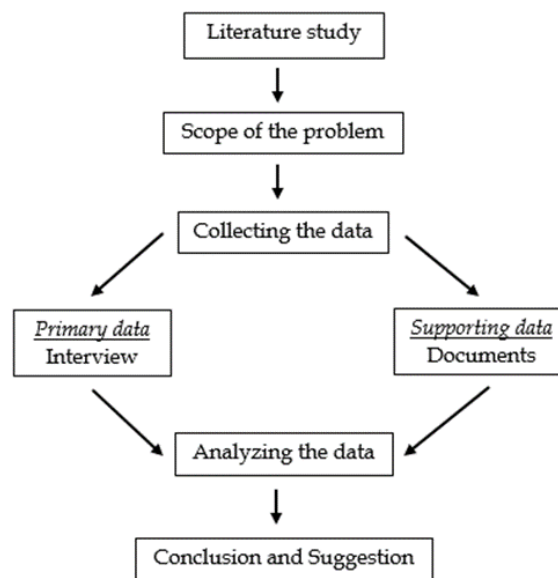 Literature study
Scope of the problem
Collecting the data
Primary data
Interview
Supporting data
Documents
Analyzing the data
Conclusion and Suggestion